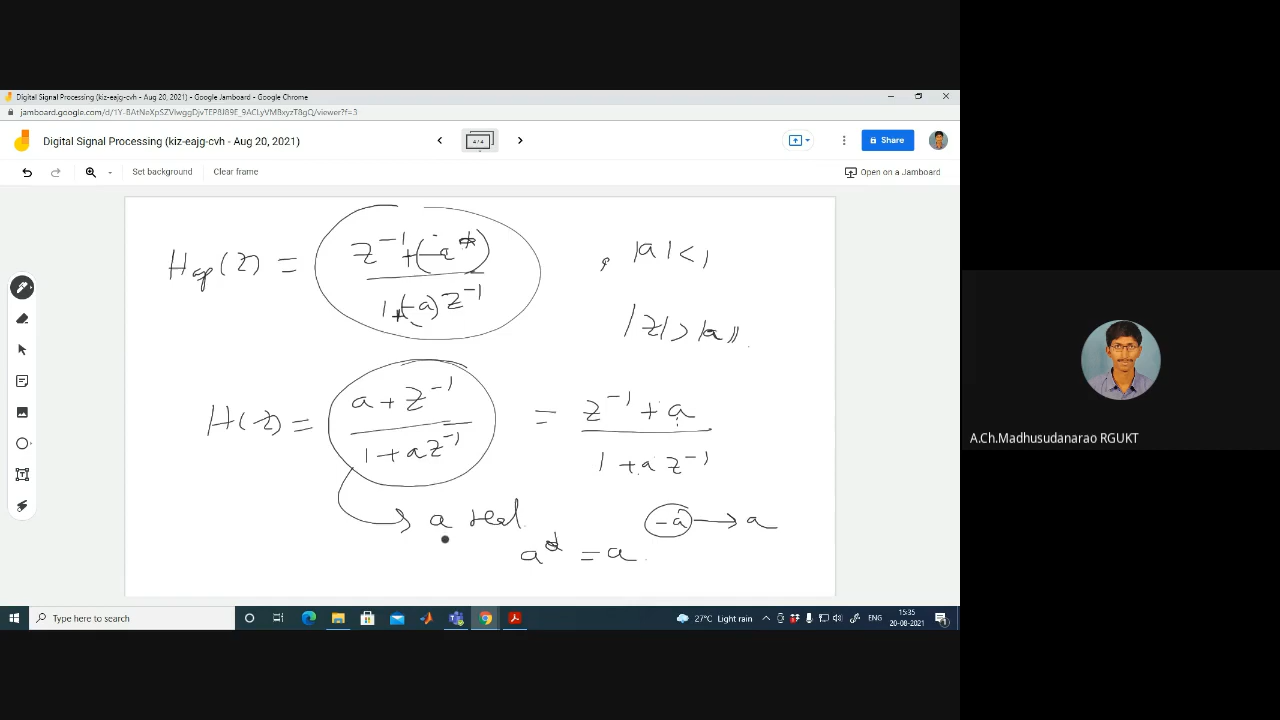 Digital Signal Processing (kiz-eajg-cvh - Aug 20, 2021) - Google Jamboard - Google Chrome
Digital Signal Processing (kiz-eajg-cvh - Aug 20, 2021)
4 / 4
Share
Set background
Clear frame
Open on a Jamboard
H_ap(z) = (z^-1 + (-a*)) / (1 + (-a) z^-1) , |a| < 1
|z| > |a|
H(z) = (a + z^-1) / (1 + a z^-1) = (z^-1 + a) / (1 + a z^-1)
a real
-a → a
a* = a
A.Ch.Madhusudanarao RGUKT
Type here to search
27°C Light rain
ENG
15:35
20-08-2021